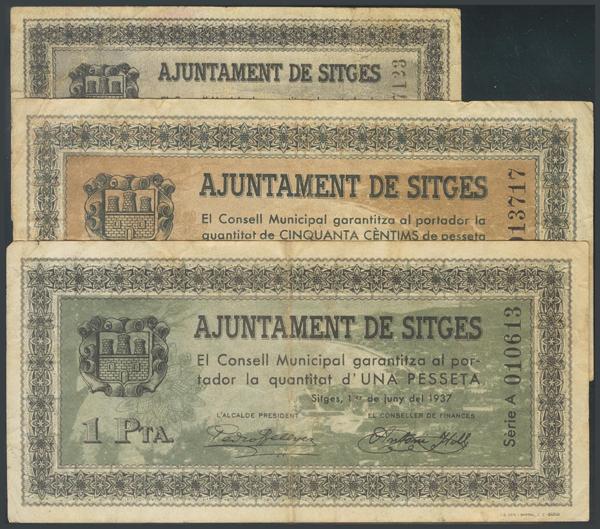 AJUNTAMENT DE SITGES
7123
AJUNTAMENT DE SITGES
El Consell Municipal garantitza al portador la
quantitat de CINQUANTA CÈNTIMS de pesseta
013717
AJUNTAMENT DE SITGES
El Consell Municipal garantitza al por-
tador la quantitat d'UNA PESSETA
Sitges, 1er de juny del 1937
L'ALCALDE PRESIDENT EL CONSELLER DE FINANCES
1 PTA.
Sèrie A 010613